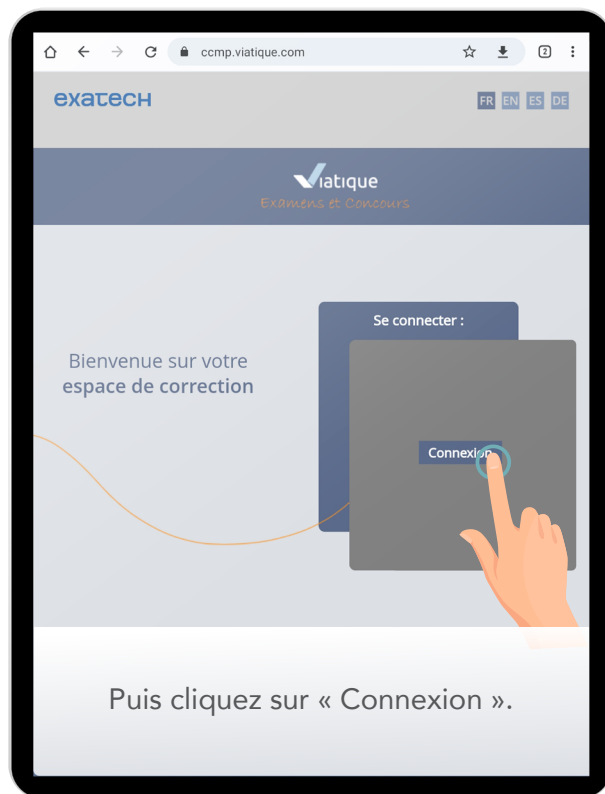 ccmp.viatique.com
2
exatech
FR EN ES DE
Viatique
Examens et Concours
Se connecter :
Bienvenue sur votre
espace de correction
Connexion
Puis cliquez sur « Connexion ».